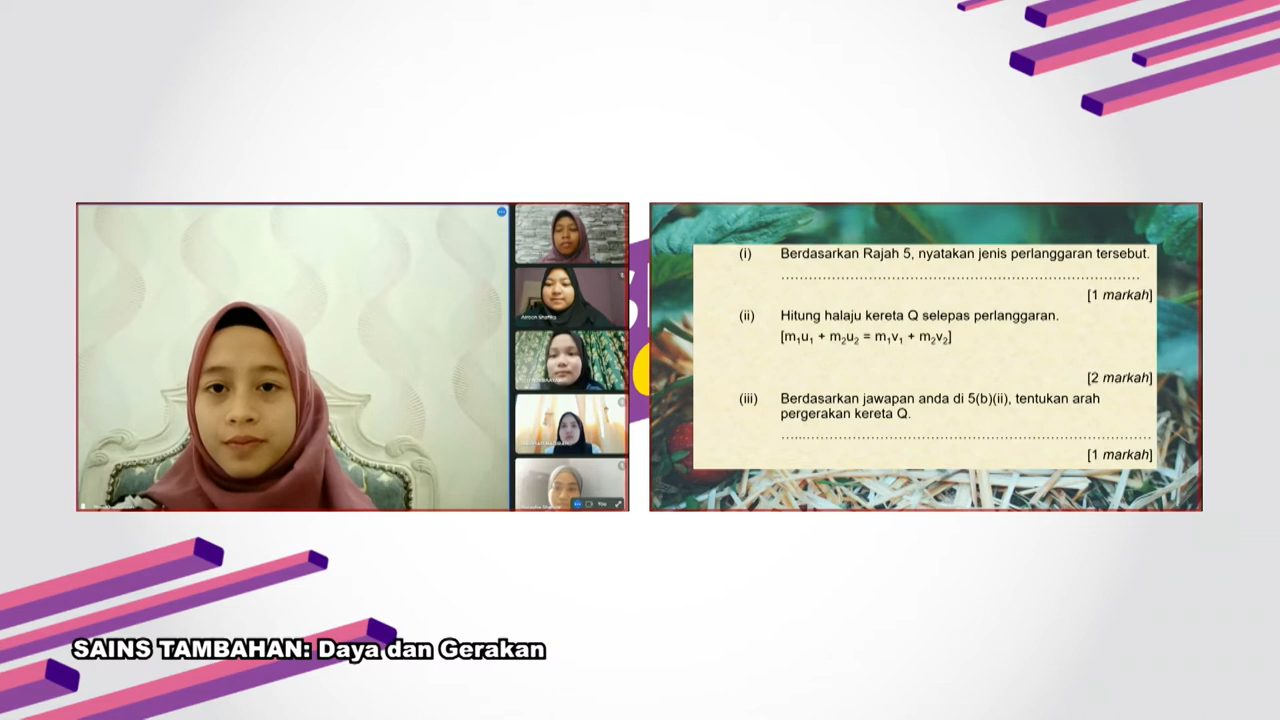 (i) Berdasarkan Rajah 5, nyatakan jenis perlanggaran tersebut.
........................................................................
[1 markah]
(ii) Hitung halaju kereta Q selepas perlanggaran.
[m₁u₁ + m₂u₂ = m₁v₁ + m₂v₂]
[2 markah]
(iii) Berdasarkan jawapan anda di 5(b)(ii), tentukan arah
pergerakan kereta Q.
........................................................................
[1 markah]
SAINS TAMBAHAN: Daya dan Gerakan